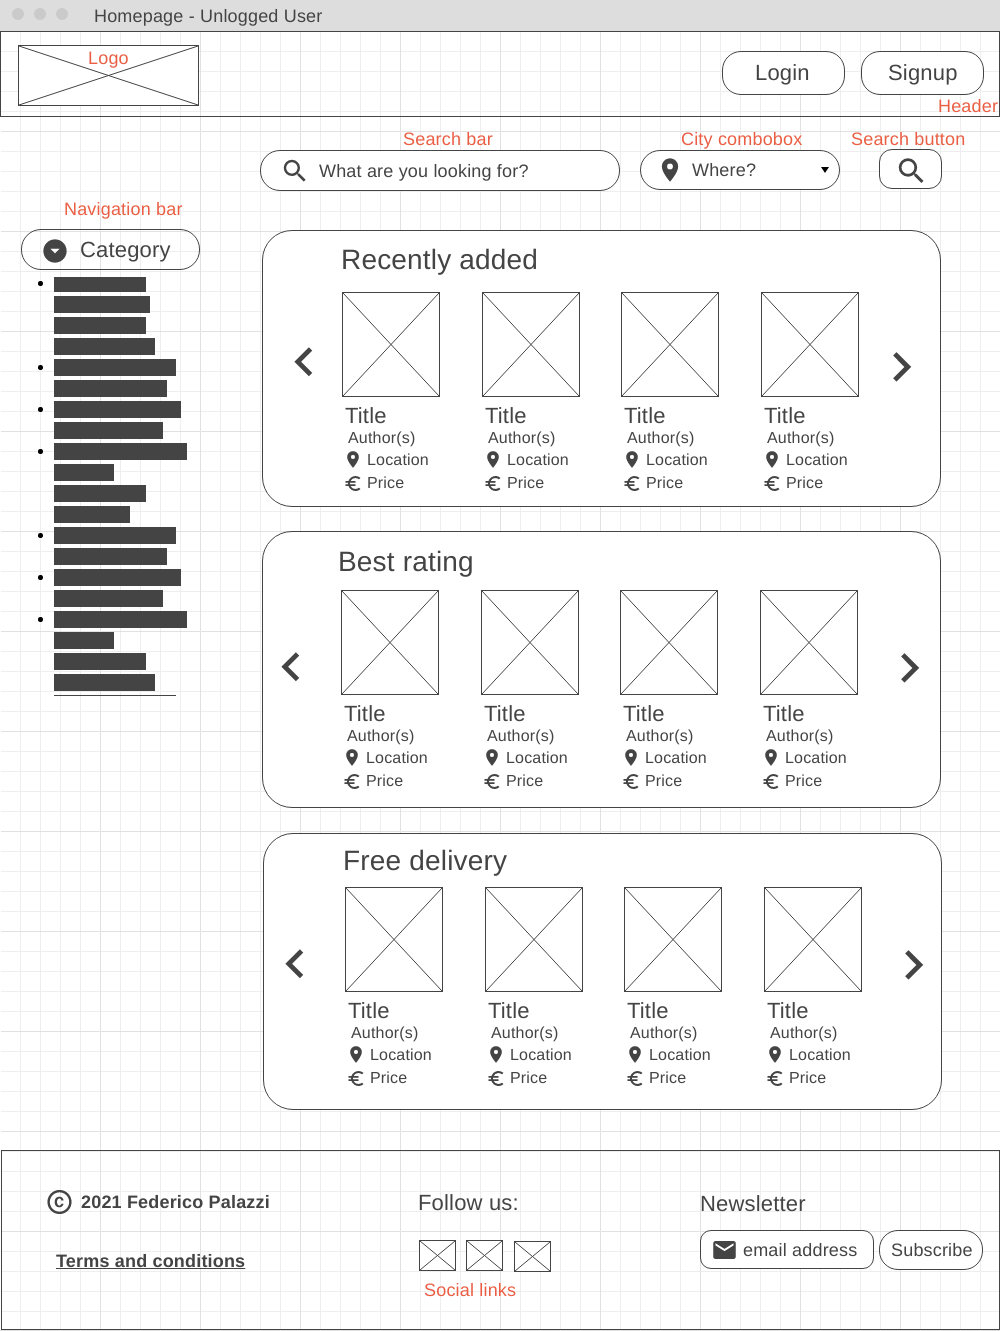 Homepage - Unlogged User
Logo
Login
Signup
Header
Search bar
City combobox
Search button
What are you looking for?
Where?
Navigation bar
Category
Recently added
Title Title Title Title
Author(s) Author(s) Author(s) Author(s)
Location Location Location Location
€ Price € Price € Price € Price
Best rating
Title Title Title Title
Author(s) Author(s) Author(s) Author(s)
Location Location Location Location
€ Price € Price € Price € Price
Free delivery
Title Title Title Title
Author(s) Author(s) Author(s) Author(s)
Location Location Location Location
€ Price € Price € Price € Price
© 2021 Federico Palazzi
Terms and conditions
Follow us:
Social links
Newsletter
email address
Subscribe